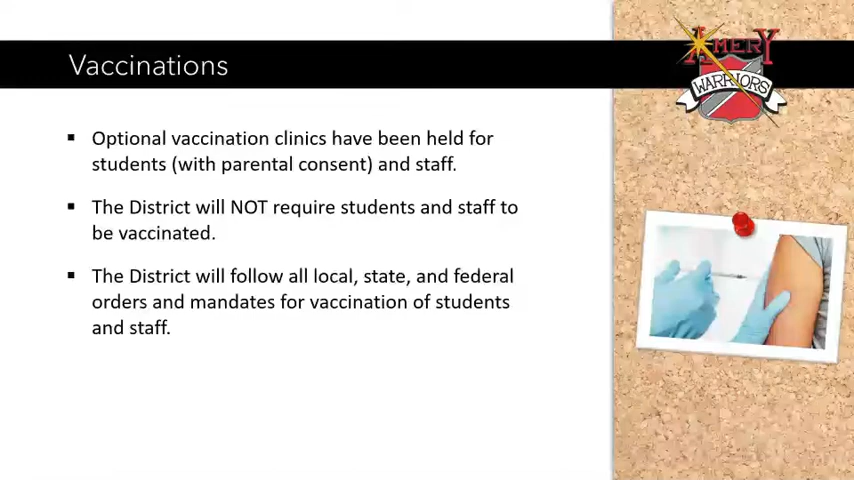 Vaccinations
AMERY
WARRIORS
▪ Optional vaccination clinics have been held for
students (with parental consent) and staff.
▪ The District will NOT require students and staff to
be vaccinated.
▪ The District will follow all local, state, and federal
orders and mandates for vaccination of students
and staff.